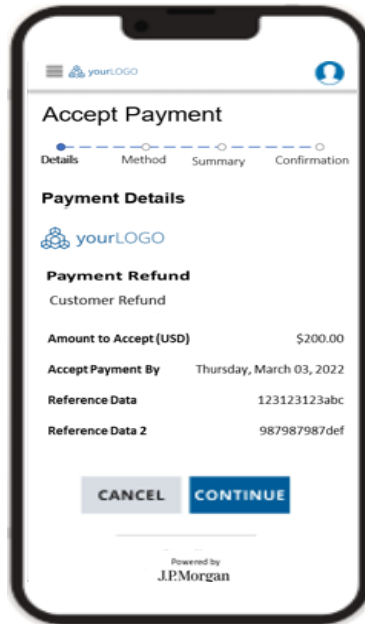 yourLOGO
Accept Payment
Details Method Summary Confirmation
Payment Details
yourLOGO
Payment Refund
Customer Refund
Amount to Accept (USD) $200.00
Accept Payment By Thursday, March 03, 2022
Reference Data 123123123abc
Reference Data 2 987987987def
CANCEL CONTINUE
Powered by
J.P.Morgan